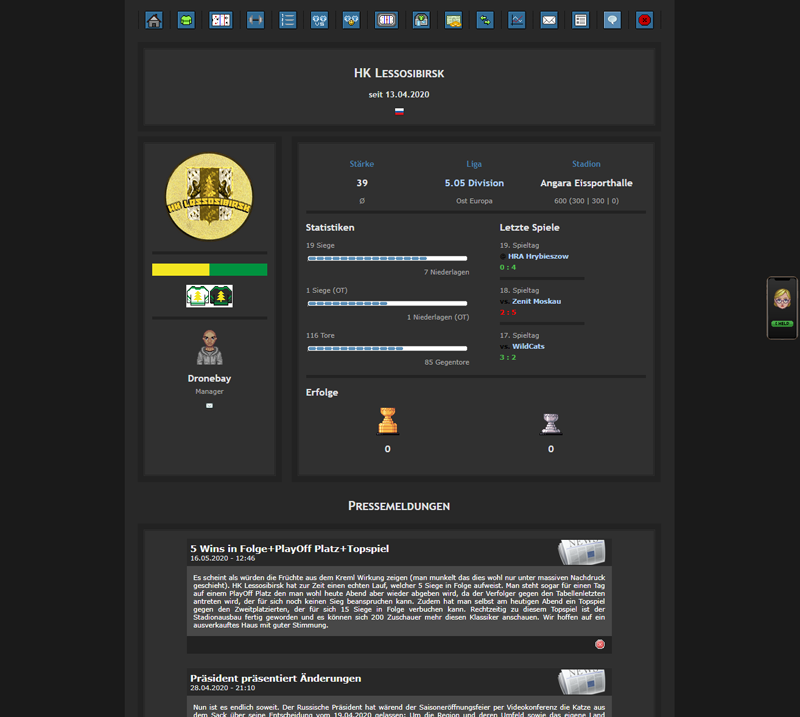 HK Lessosibirsk
seit 13.04.2020
HK LESSOSIBIRSK
Dronebay
Manager
Stärke
Liga
Stadion
39
5.05 Division
Angara Eissporthalle
Ø
Ost Europa
600 (300 | 300 | 0)
Statistiken
19 Siege
7 Niederlagen
1 Siege (OT)
1 Niederlagen (OT)
116 Tore
85 Gegentore
Letzte Spiele
19. Spieltag
@ HRA Hrybieszow
0 : 4
18. Spieltag
vs. Zenit Moskau
3 : 5
17. Spieltag
vs. WildCats
3 : 2
Erfolge
0
0
Pressemeldungen
5 Wins in Folge+PlayOff Platz+Topspiel
16.05.2020 - 12:46
Es scheint als würden die Früchte aus dem Kreml Wirkung zeigen (man munkelt das dies wohl nur unter massiven Nachdruck
geschieht). HK Lessosibirsk hat zur Zeit einen echten Lauf, welcher 5 Siege in Folge aufweist. Man steht sogar für einen Tag
auf einem PlayOff Platz den man wohl heute Abend aber wieder abgeben wird, da der Verfolger gegen den Tabellenletzten
antreten wird, der für sich noch keinen Sieg beanspruchen kann. Zudem hat man selbst am heutigen Abend ein Topspiel
gegen den Zweitplatzierten, der für sich 15 Siege in Folge verbuchen kann. Rechtzeitig zu diesem Topspiel ist der
Stadionausbau fertig geworden und es können sich 200 Zuschauer mehr diesen Klassiker anschauen. Wir hoffen auf ein
ausverkauftes Haus mit guter Stimmung.
Präsident präsentiert Änderungen
28.04.2020 - 21:10
Nun ist es endlich soweit. Der Russische Präsident hat wärend der Saisoneröffnungsfeier per Videokonferenz die Katze aus
dem Sack über seine Entscheidung vom 19.04.2020 gelassen: Um die Region und deren Umfeld sowie das eigene Land